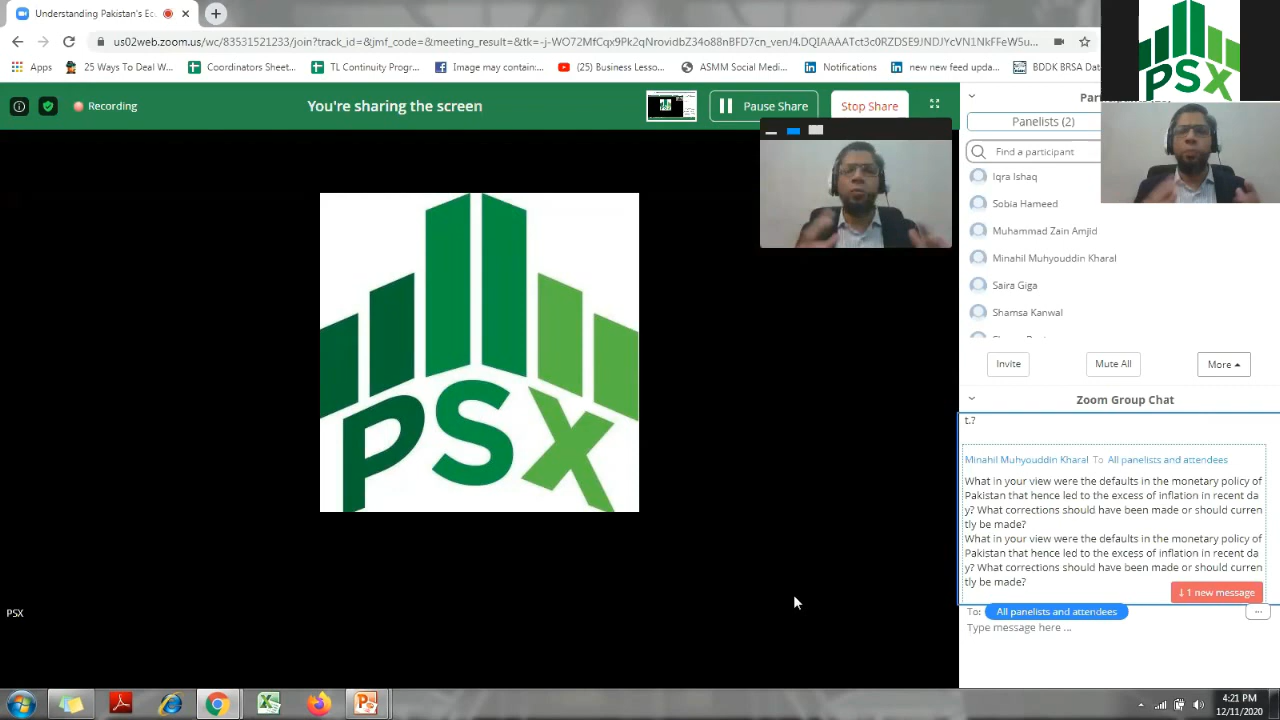 Understanding Pakistan's Ec
us02web.zoom.us/wc/83531521233/join?track_id=&jmf_code=&meeting_result=&tk=-j-WO72MfCqx9Pk2qNrovidbZ34o88nBFD7cn_venJ4.DQIAAAATct3c0RZDSE9JNDJYcVN1NkFFeW5u...
Apps
25 Ways To Deal W...
Coordinators Sheet...
TL Continuity Progr...
Image may contain:...
(25) Business Lesso...
ASMM Social Medi...
Notifications
new new feed upda...
BDDK BRSA Dat
PSX
Recording
You're sharing the screen
Pause Share
Stop Share
Panelists (2)
Find a participant
Iqra Ishaq
Sobia Hameed
Muhammad Zain Amjid
Minahil Muhyouddin Kharal
Saira Giga
Shamsa Kanwal
Invite
Mute All
More
PSX
Zoom Group Chat
t.?
Minahil Muhyouddin Kharal To All panelists and attendees
What in your view were the defaults in the monetary policy of
Pakistan that hence led to the excess of inflation in recent da
y? What corrections should have been made or should curren
tly be made?
What in your view were the defaults in the monetary policy of
Pakistan that hence led to the excess of inflation in recent da
y? What corrections should have been made or should curren
tly be made?
↓1 new message
PSX
To: All panelists and attendees
...
Type message here ...
4:21 PM
12/11/2020